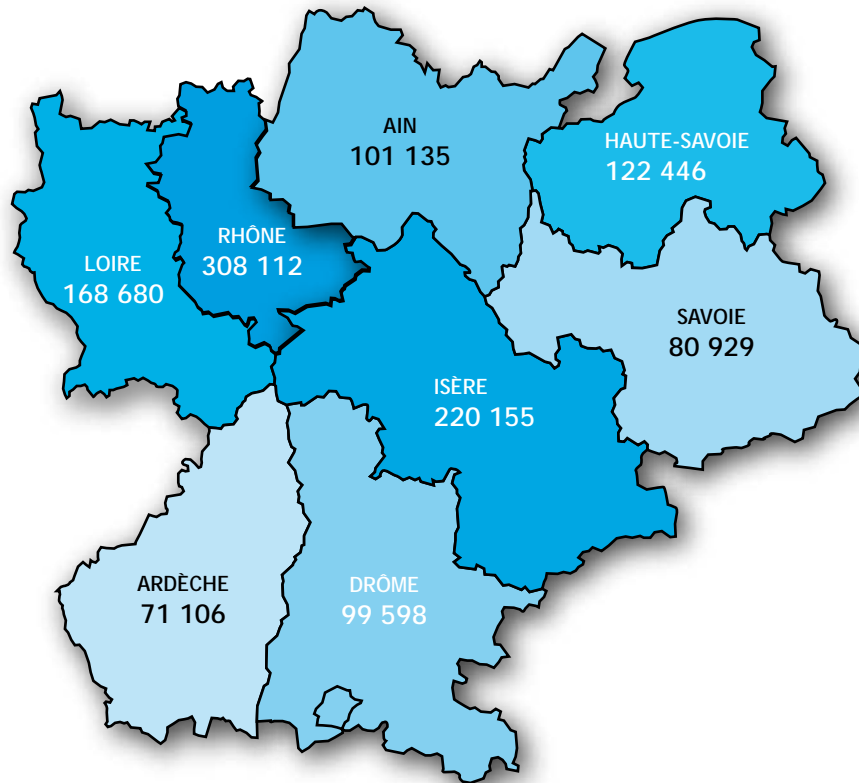 AIN
101 135
HAUTE-SAVOIE
122 446
RHÔNE
308 112
LOIRE
168 680
SAVOIE
80 929
ISÈRE
220 155
ARDÈCHE
71 106
DRÔME
99 598